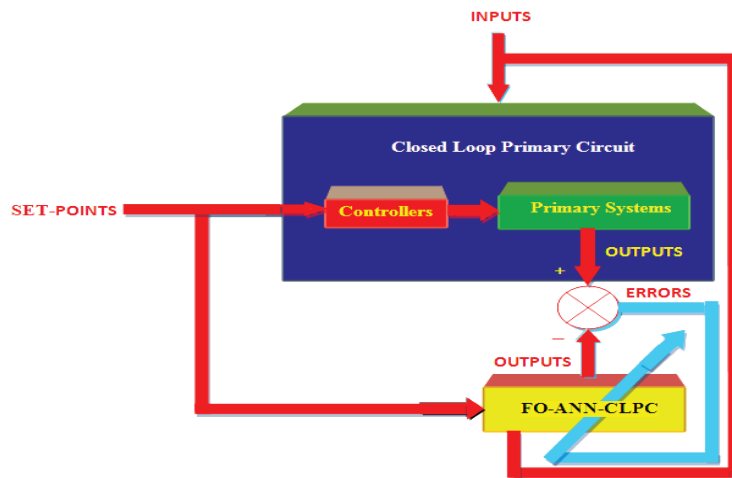 INPUTS
Closed Loop Primary Circuit
SET-POINTS
Controllers
Primary Systems
OUTPUTS
+
ERRORS
−
OUTPUTS
FO-ANN-CLPC